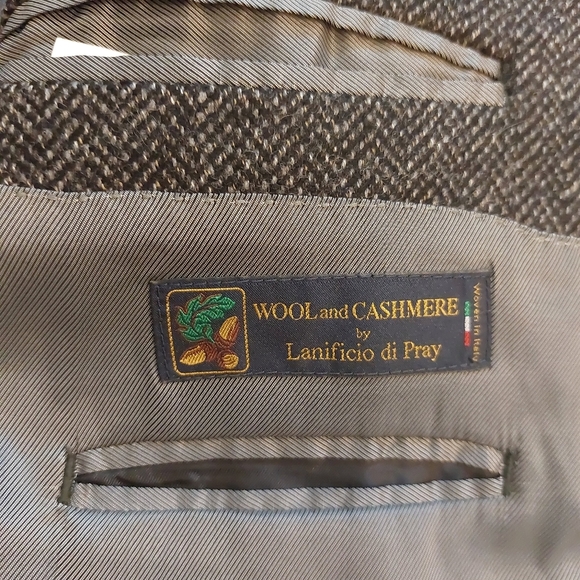 WOOL and CASHMERE
by
Lanificio di Pray
Woven in Italy